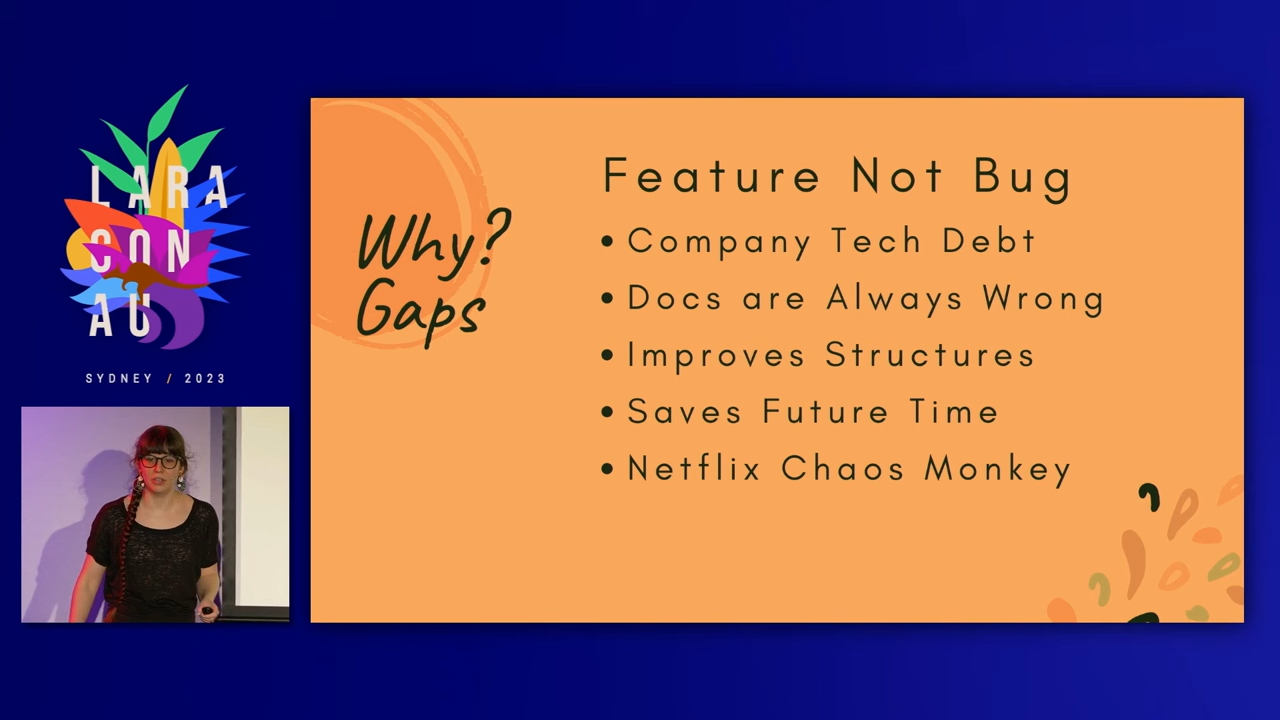 LARA
CON
AU
SYDNEY / 2023
Why?
Gaps
Feature Not Bug
• Company Tech Debt
• Docs are Always Wrong
• Improves Structures
• Saves Future Time
• Netflix Chaos Monkey